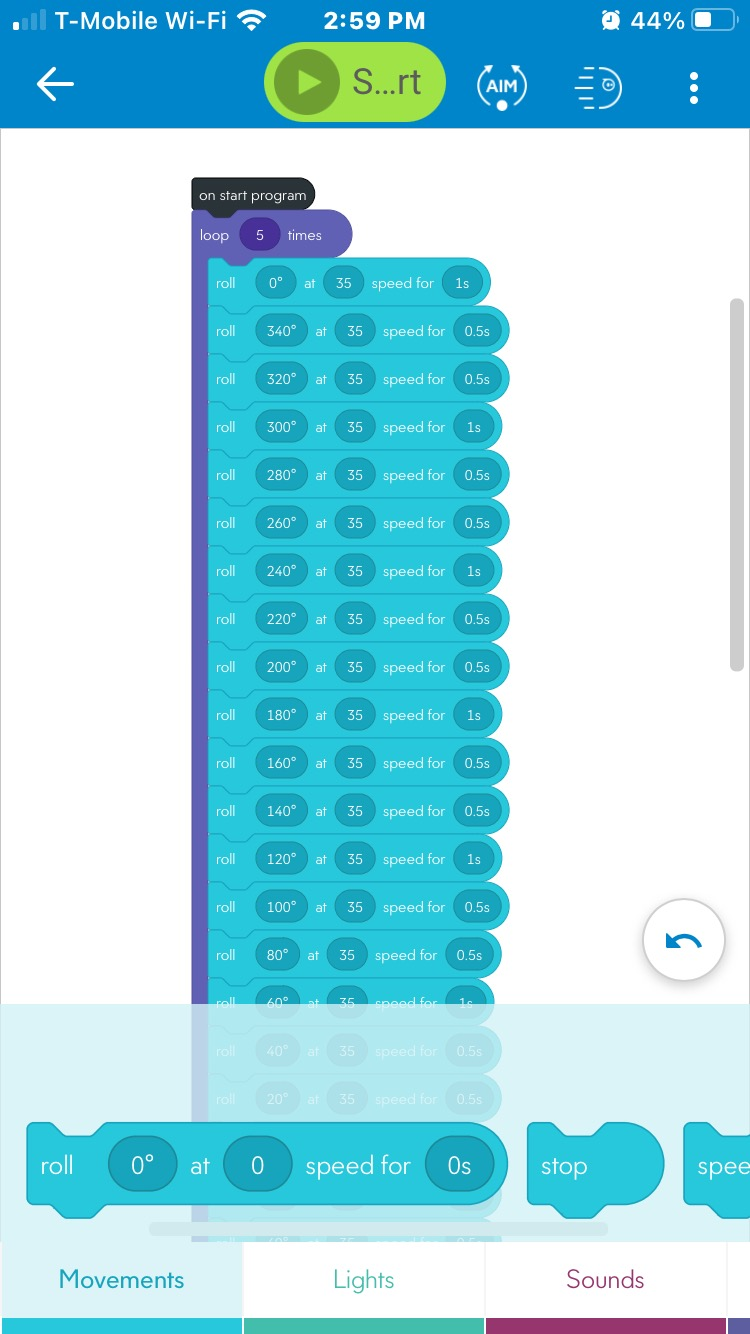 T-Mobile Wi-Fi 2:59 PM 44%
S...rt AIM
on start program
loop 5 times
roll 0° at 35 speed for 1s
roll 340° at 35 speed for 0.5s
roll 320° at 35 speed for 0.5s
roll 300° at 35 speed for 1s
roll 280° at 35 speed for 0.5s
roll 260° at 35 speed for 0.5s
roll 240° at 35 speed for 1s
roll 220° at 35 speed for 0.5s
roll 200° at 35 speed for 0.5s
roll 180° at 35 speed for 1s
roll 160° at 35 speed for 0.5s
roll 140° at 35 speed for 0.5s
roll 120° at 35 speed for 1s
roll 100° at 35 speed for 0.5s
roll 80° at 35 speed for 0.5s
roll 60° at 35 speed for 1s
roll 40° at 35 speed for 0.5s
roll 20° at 35 speed for 0.5s
roll 0° at 0 speed for 0s stop spee
Movements Lights Sounds